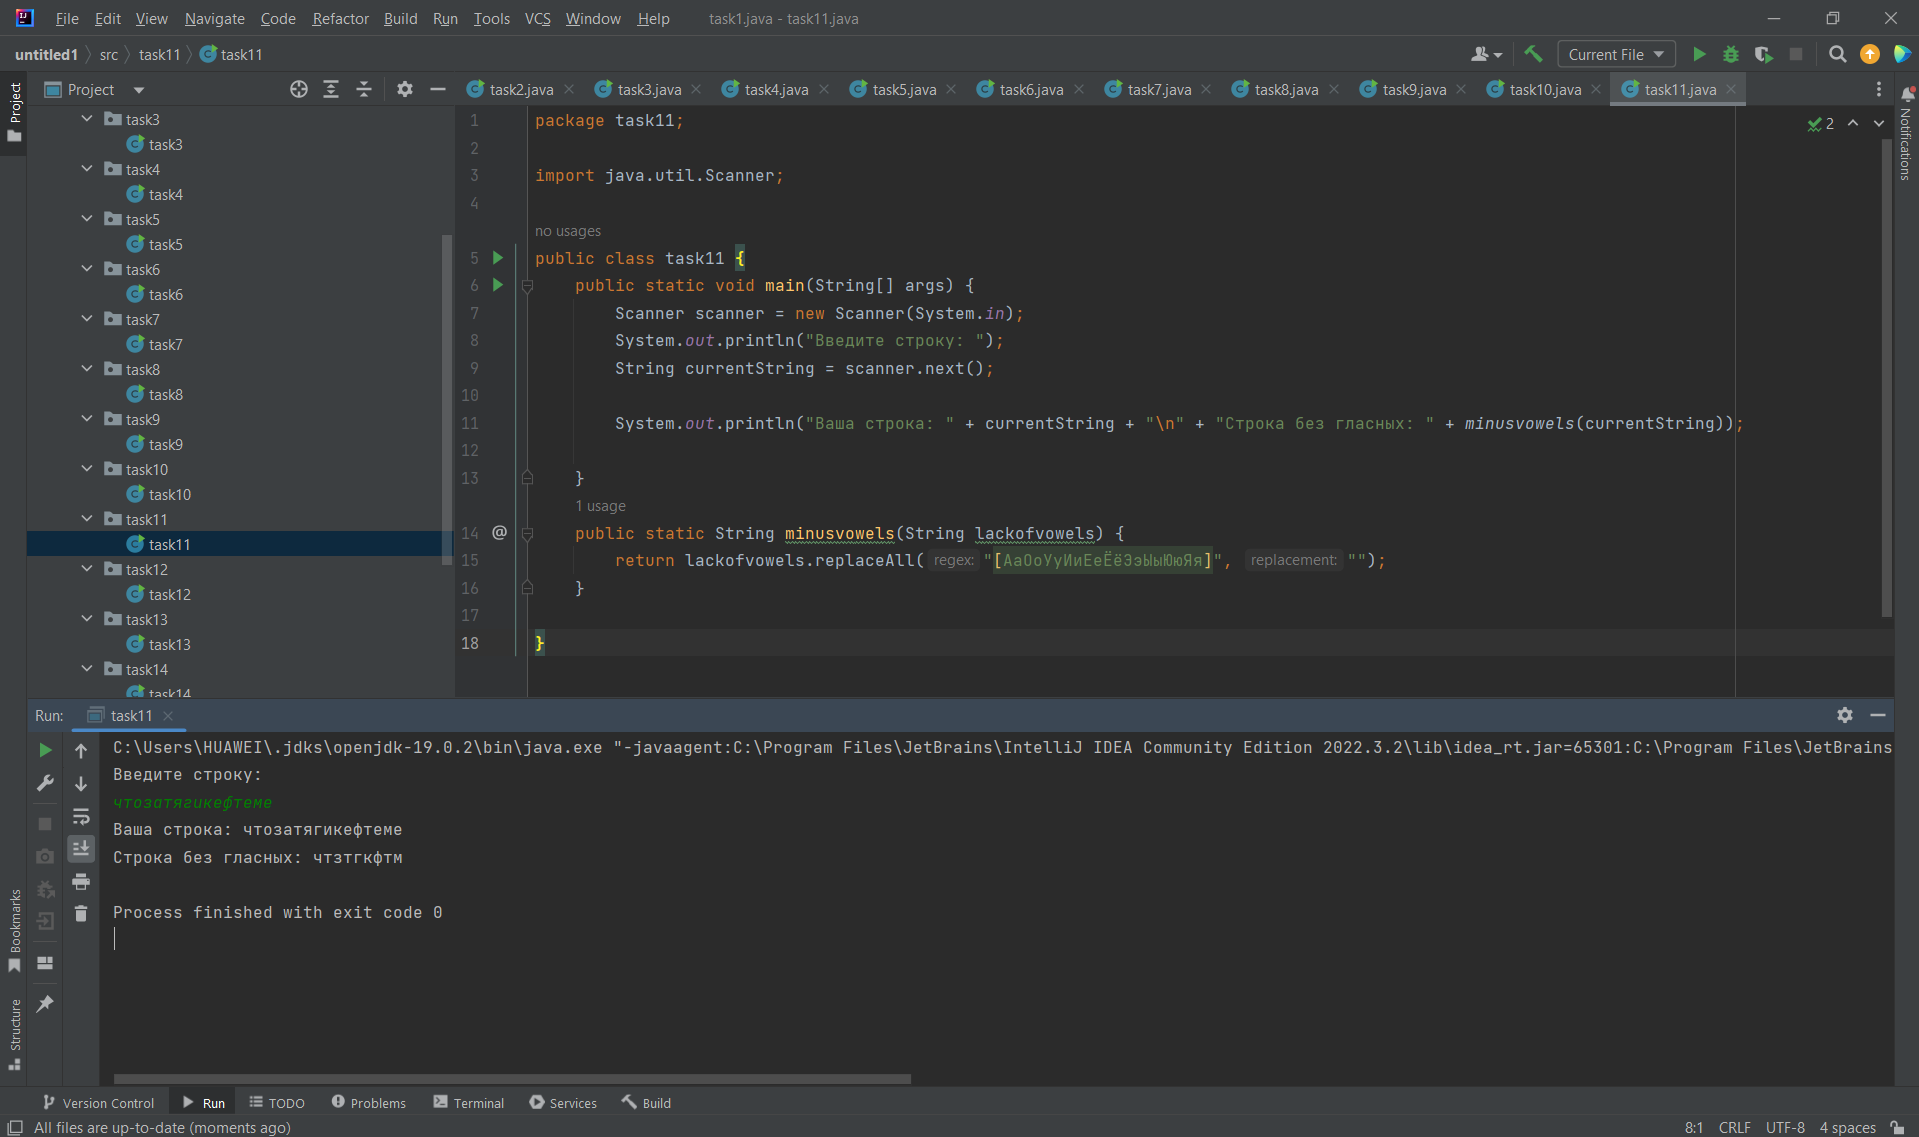 File Edit View Navigate Code Refactor Build Run Tools VCS Window Help task1.java - task11.java
untitled1 src task11 task11 Current File
Project task2.java task3.java task4.java task5.java task6.java task7.java task8.java task9.java task10.java task11.java
Project
Notifications
task3
task3
task4
task4
task5
task5
task6
task6
task7
task7
task8
task8
task9
task9
task10
task10
task11
task11
task12
task12
task13
task13
task14
task14
2
1 package task11;
2
3 import java.util.Scanner;
4
no usages
5 public class task11 {
6 public static void main(String[] args) {
7 Scanner scanner = new Scanner(System.in);
8 System.out.println("Введите строку: ");
9 String currentString = scanner.next();
10
11 System.out.println("Ваша строка: " + currentString + "\n" + "Строка без гласных: " + minusvowels(currentString));
12
13 }
1 usage
14 @ public static String minusvowels(String lackofvowels) {
15 return lackofvowels.replaceAll( regex: "[АаОоУуИиЕеЁёЭэЫыЮюЯя]", replacement: "");
16 }
17
18 }
Run: task11
C:\Users\HUAWEI\.jdks\openjdk-19.0.2\bin\java.exe "-javaagent:C:\Program Files\JetBrains\IntelliJ IDEA Community Edition 2022.3.2\lib\idea_rt.jar=65301:C:\Program Files\JetBrains
Введите строку:
чтозатягикефтеме
Ваша строка: чтозатягикефтеме
Строка без гласных: чтзтгкфтм
Process finished with exit code 0
Bookmarks
Structure
Version Control Run TODO Problems Terminal Services Build
All files are up-to-date (moments ago) 8:1 CRLF UTF-8 4 spaces